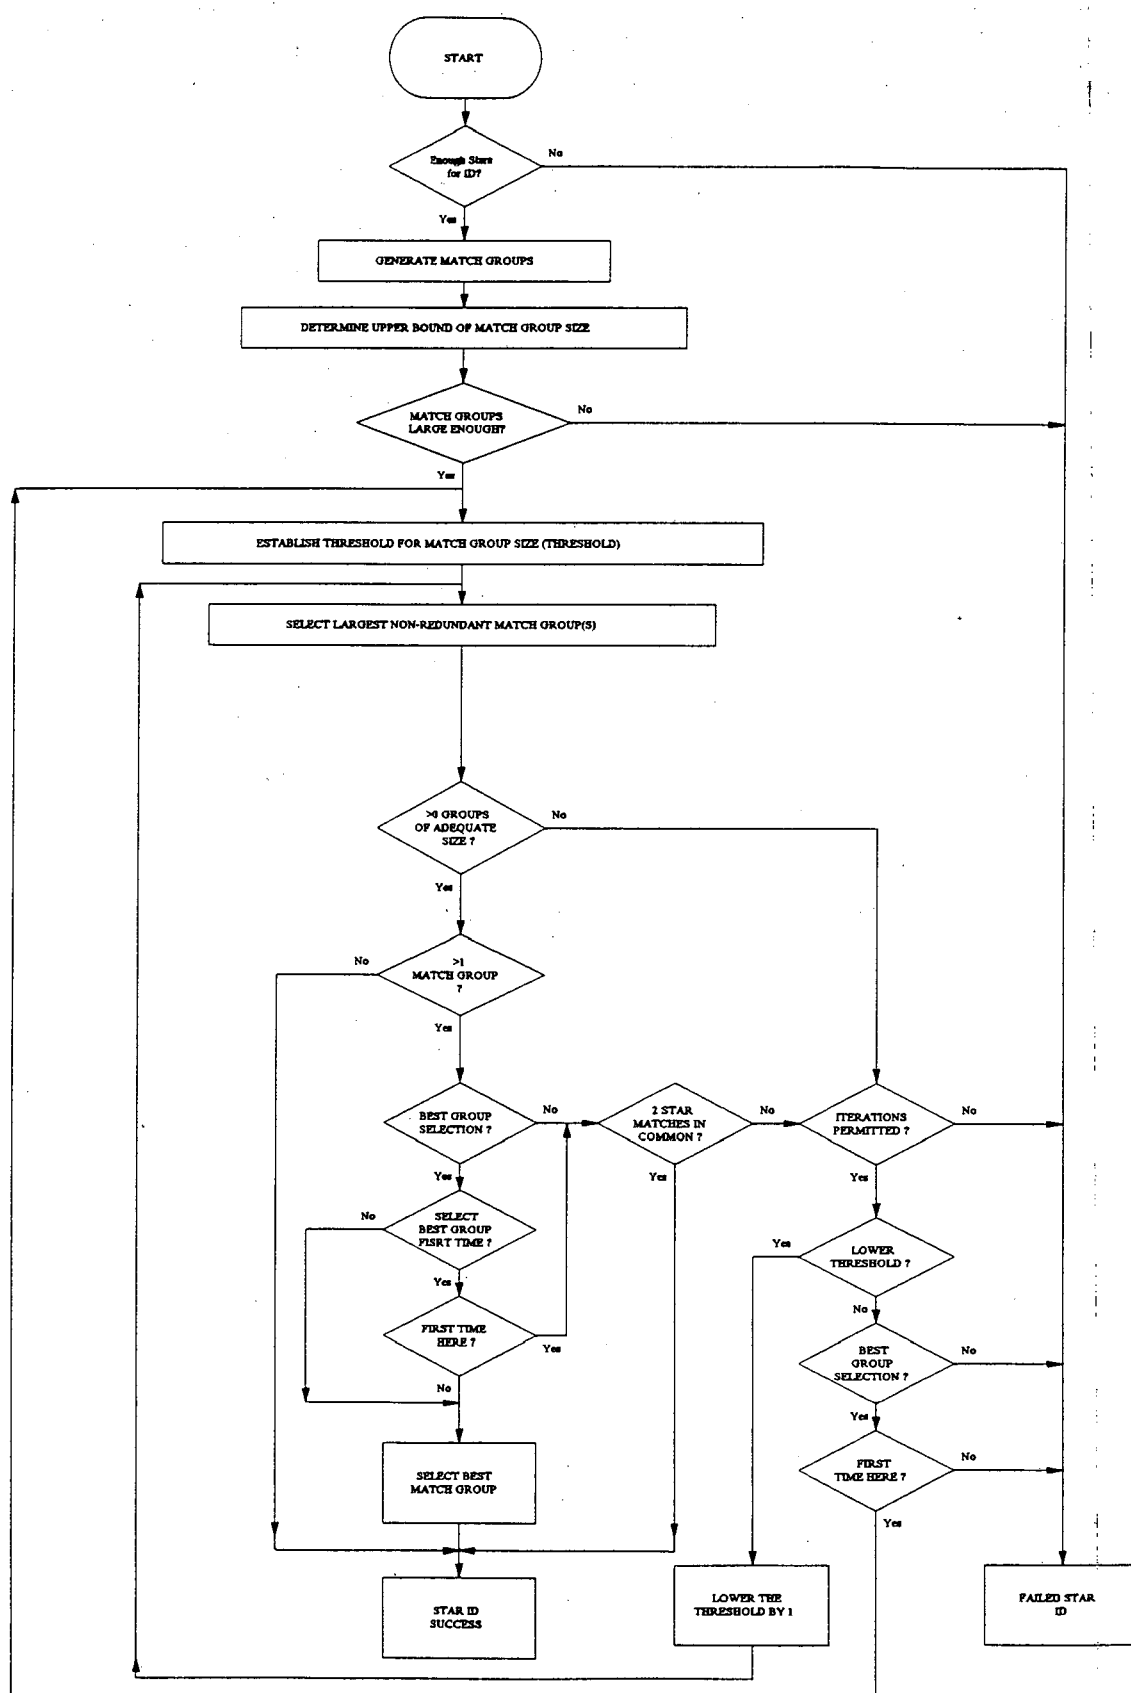 START
Enough Stars
for ID?
No
Yes
GENERATE MATCH GROUPS
DETERMINE UPPER BOUND OF MATCH GROUP SIZE
MATCH GROUPS
LARGE ENOUGH?
No
Yes
ESTABLISH THRESHOLD FOR MATCH GROUP SIZE (THRESHOLD)
SELECT LARGEST NON-REDUNDANT MATCH GROUP(S)
>0 GROUPS
OF ADEQUATE
SIZE ?
No
Yes
No
>1
MATCH GROUP
?
Yes
BEST GROUP
SELECTION ?
No
2 STAR
MATCHES IN
COMMON ?
No
ITERATIONS
PERMITTED ?
No
Yes
Yes
Yes
No
SELECT
BEST GROUP
FISRT TIME ?
Yes
LOWER
THRESHOLD ?
Yes
No
FIRST TIME
HERE ?
Yes
BEST
GROUP
SELECTION ?
No
No
Yes
SELECT BEST
MATCH GROUP
FIRST
TIME HERE ?
No
Yes
STAR ID
SUCCESS
LOWER THE
THRESHOLD BY 1
FAILED STAR
ID